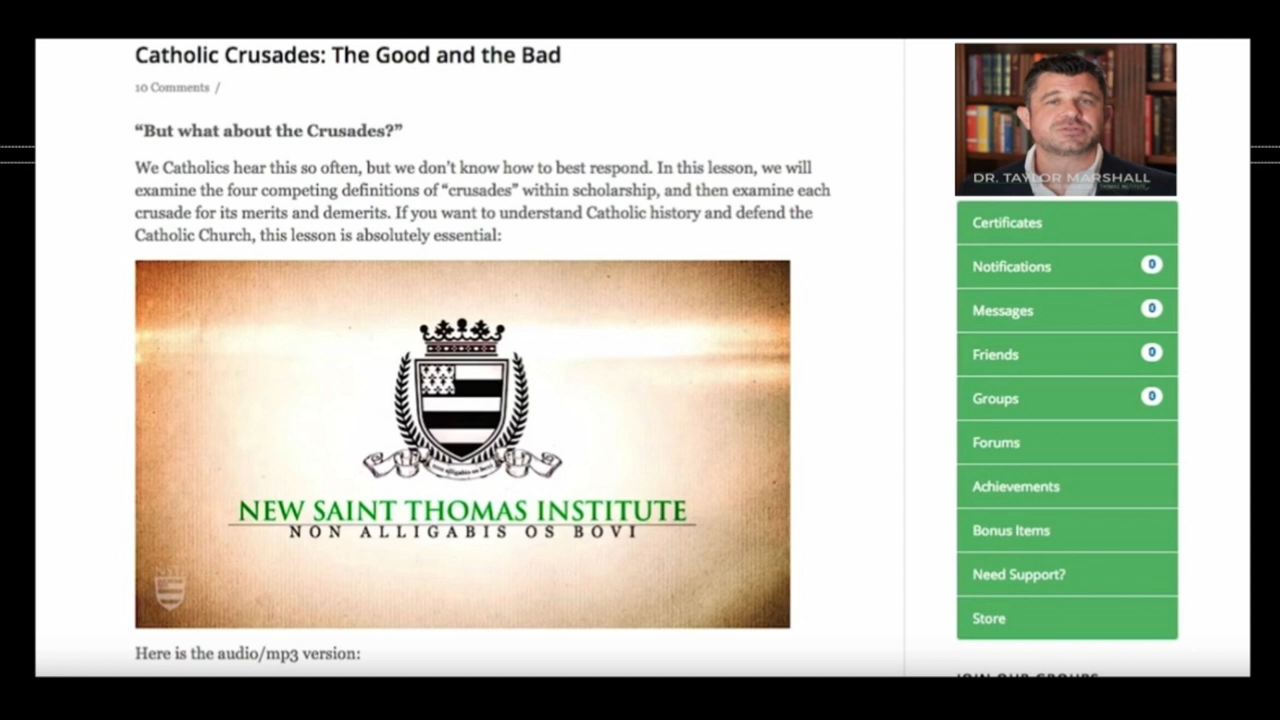 Catholic Crusades: The Good and the Bad
10 Comments /
“But what about the Crusades?”
We Catholics hear this so often, but we don’t know how to best respond. In this lesson, we will
examine the four competing definitions of “crusades” within scholarship, and then examine each
crusade for its merits and demerits. If you want to understand Catholic history and defend the
Catholic Church, this lesson is absolutely essential:
NEW SAINT THOMAS INSTITUTE
NON ALLIGABIS OS BOVI
Here is the audio/mp3 version:
DR. TAYLOR MARSHALL
Certificates
Notifications 0
Messages 0
Friends 0
Groups 0
Forums
Achievements
Bonus Items
Need Support?
Store
JOIN OUR GROUPS